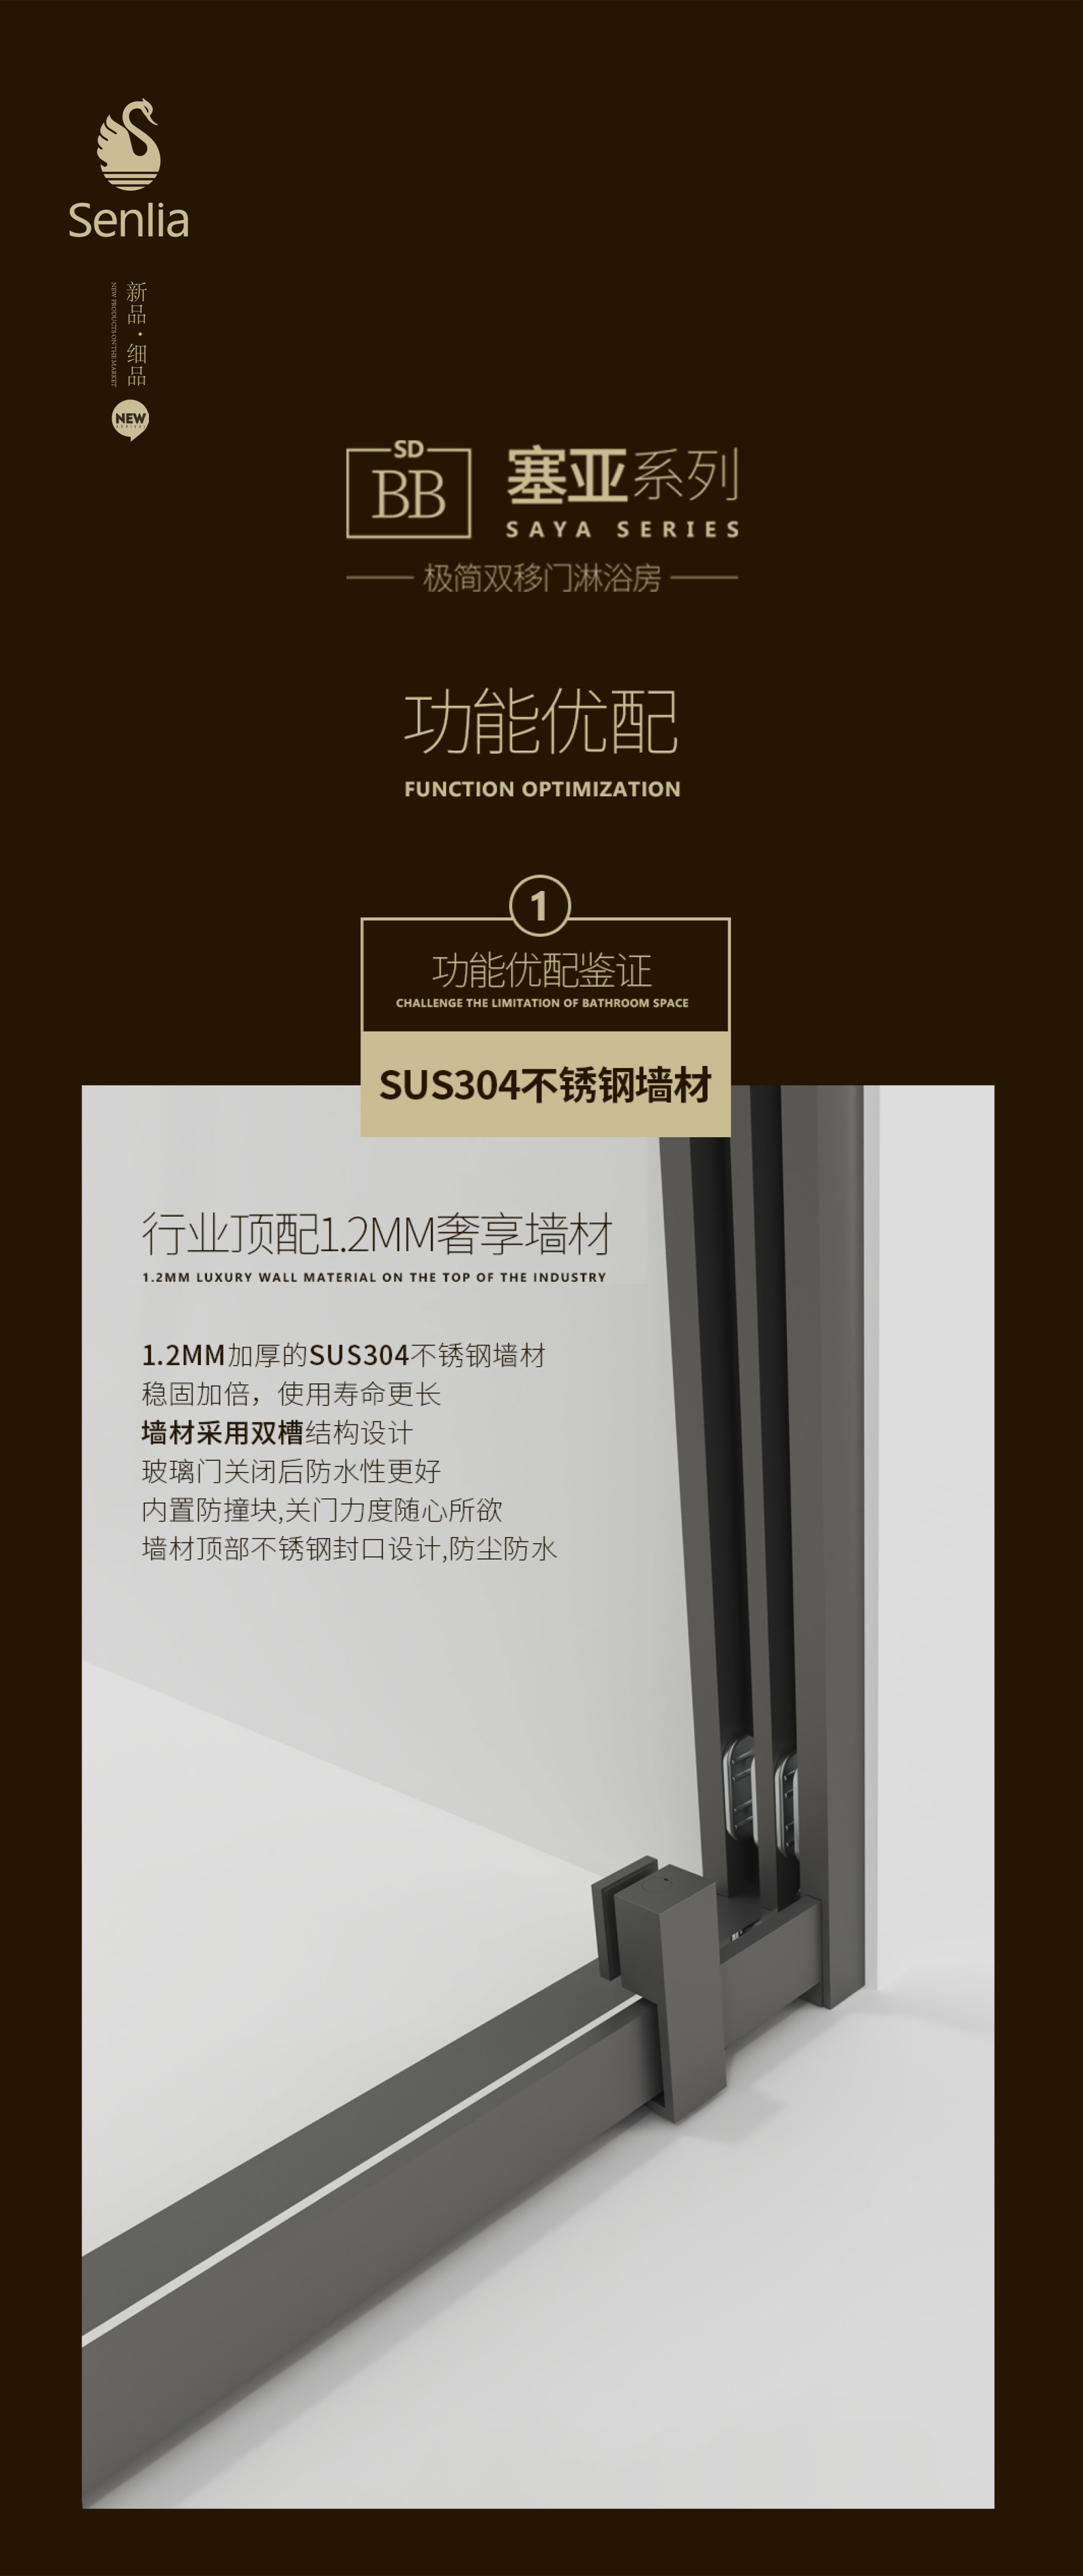 Senlia
新品·细品
NEW PRODUCTS ON THE MARKET
NEW
SD
BB
塞亚系列
SAYA SERIES
极简双移门淋浴房
功能优配
FUNCTION OPTIMIZATION
1
功能优配鉴证
CHALLENGE THE LIMITATION OF BATHROOM SPACE
SUS304不锈钢墙材
行业顶配1.2MM奢享墙材
1.2MM LUXURY WALL MATERIAL ON THE TOP OF THE INDUSTRY
1.2MM加厚的SUS304不锈钢墙材
稳固加倍，使用寿命更长
墙材采用双槽结构设计
玻璃门关闭后防水性更好
内置防撞块,关门力度随心所欲
墙材顶部不锈钢封口设计,防尘防水